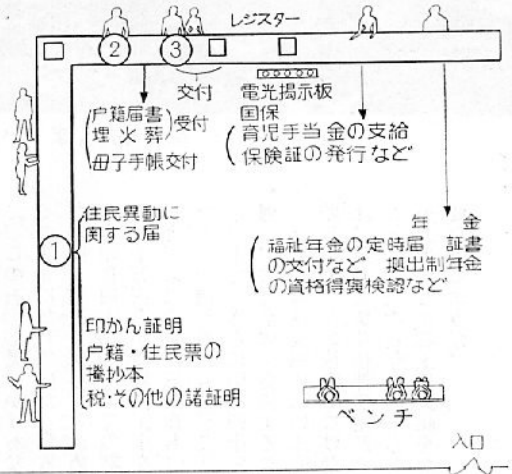 レジスター
②
③
交付
戸籍届書
埋火葬
受付
母子手帳交付
電光掲示板
国保
育児手当金の支給
保険証の発行など
年金
福祉年金の定時届 証書
の交付など 拠出制年金
の資格得喪検認など
①
住民異動に
関する届
印かん証明
戸籍・住民票の
謄抄本
税・その他の諸証明
ベンチ
入口